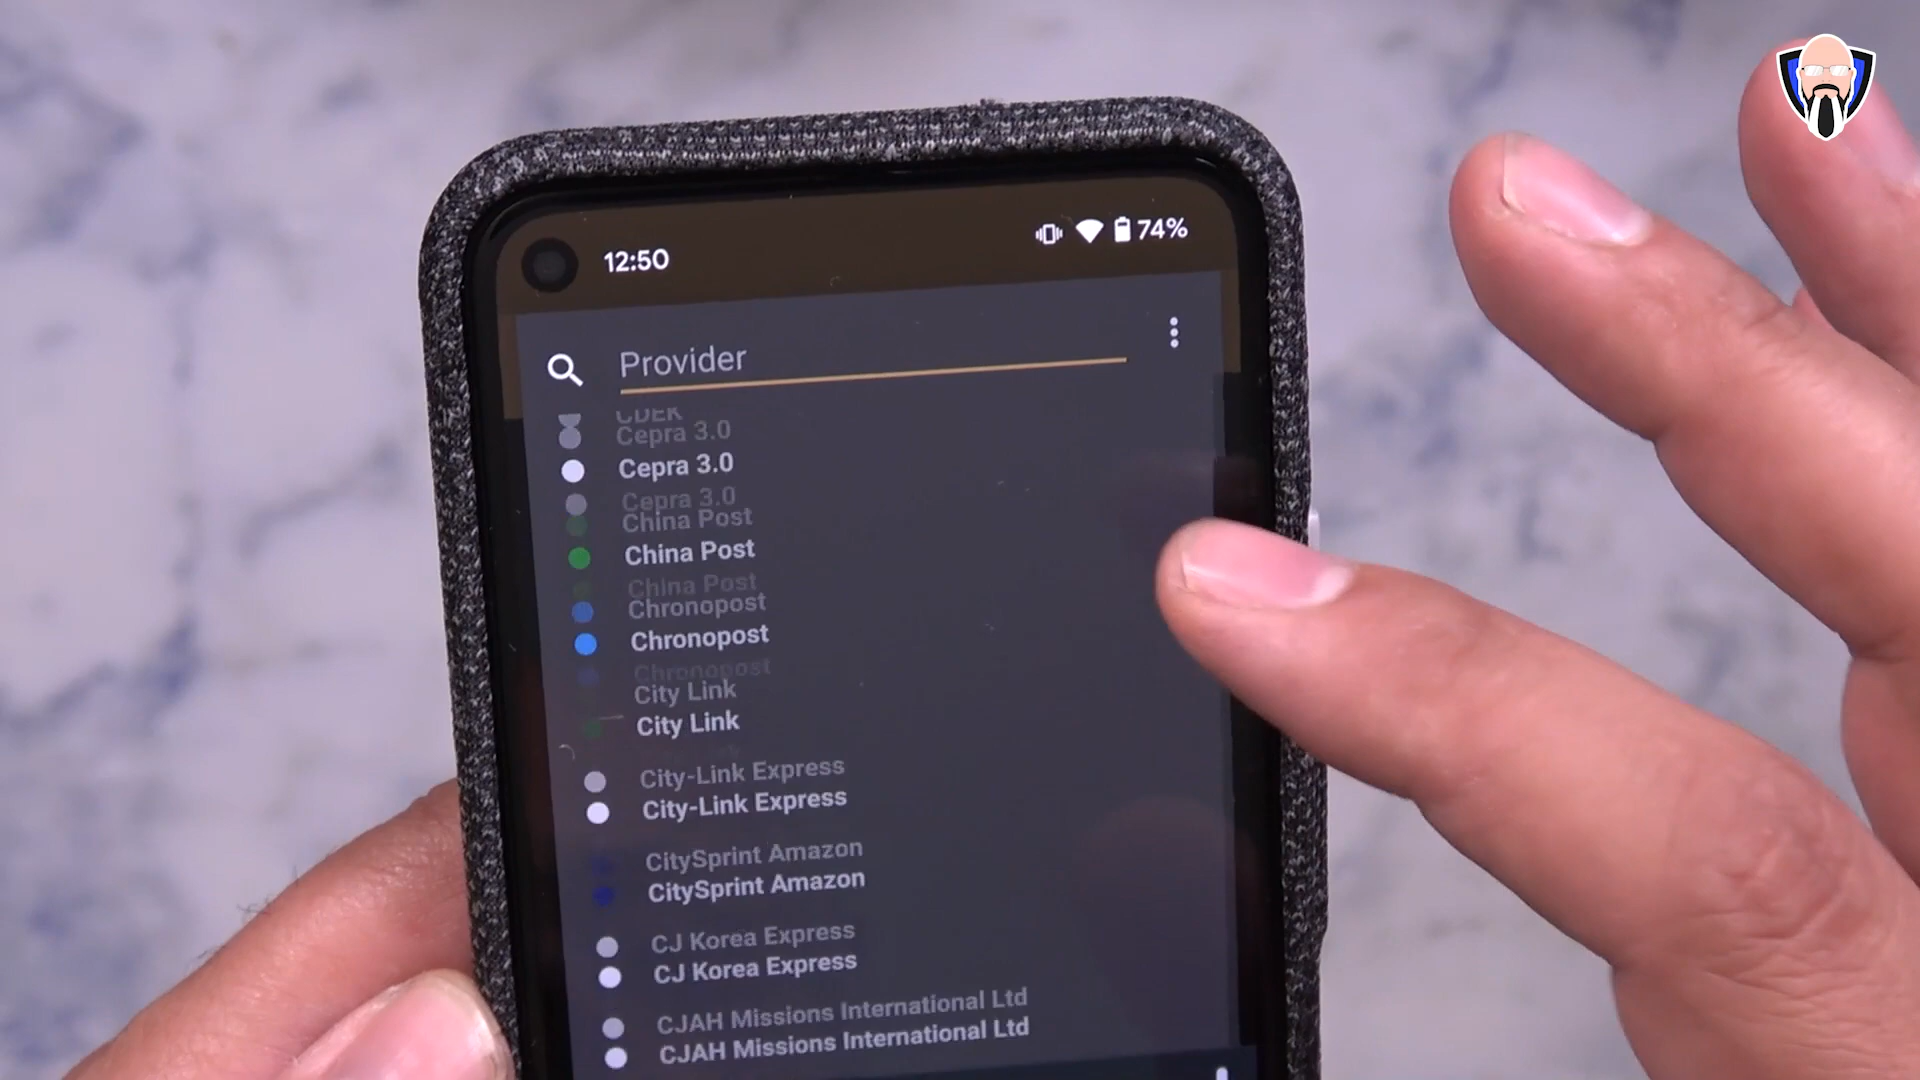 12:50
74%
Provider
CDEK
Cepra 3.0
Cepra 3.0
Cepra 3.0
China Post
China Post
China Post
Chronopost
Chronopost
Chronopost
City Link
City Link
City-Link Express
City-Link Express
CitySprint Amazon
CitySprint Amazon
CJ Korea Express
CJ Korea Express
CJAH Missions International Ltd
CJAH Missions International Ltd